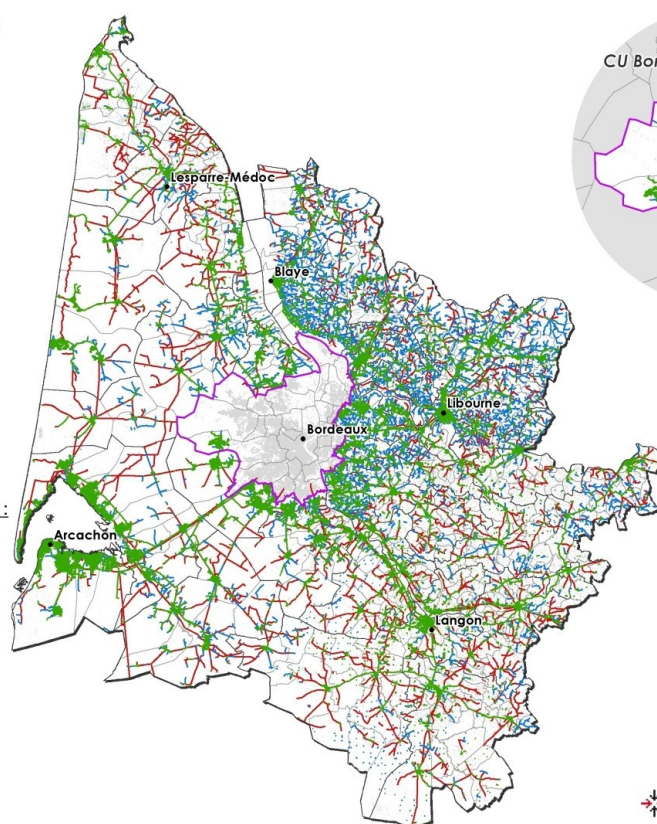 CU Bor
Lesparre-Médoc
Blaye
Libourne
Bordeaux
:
Arcachon
Langon